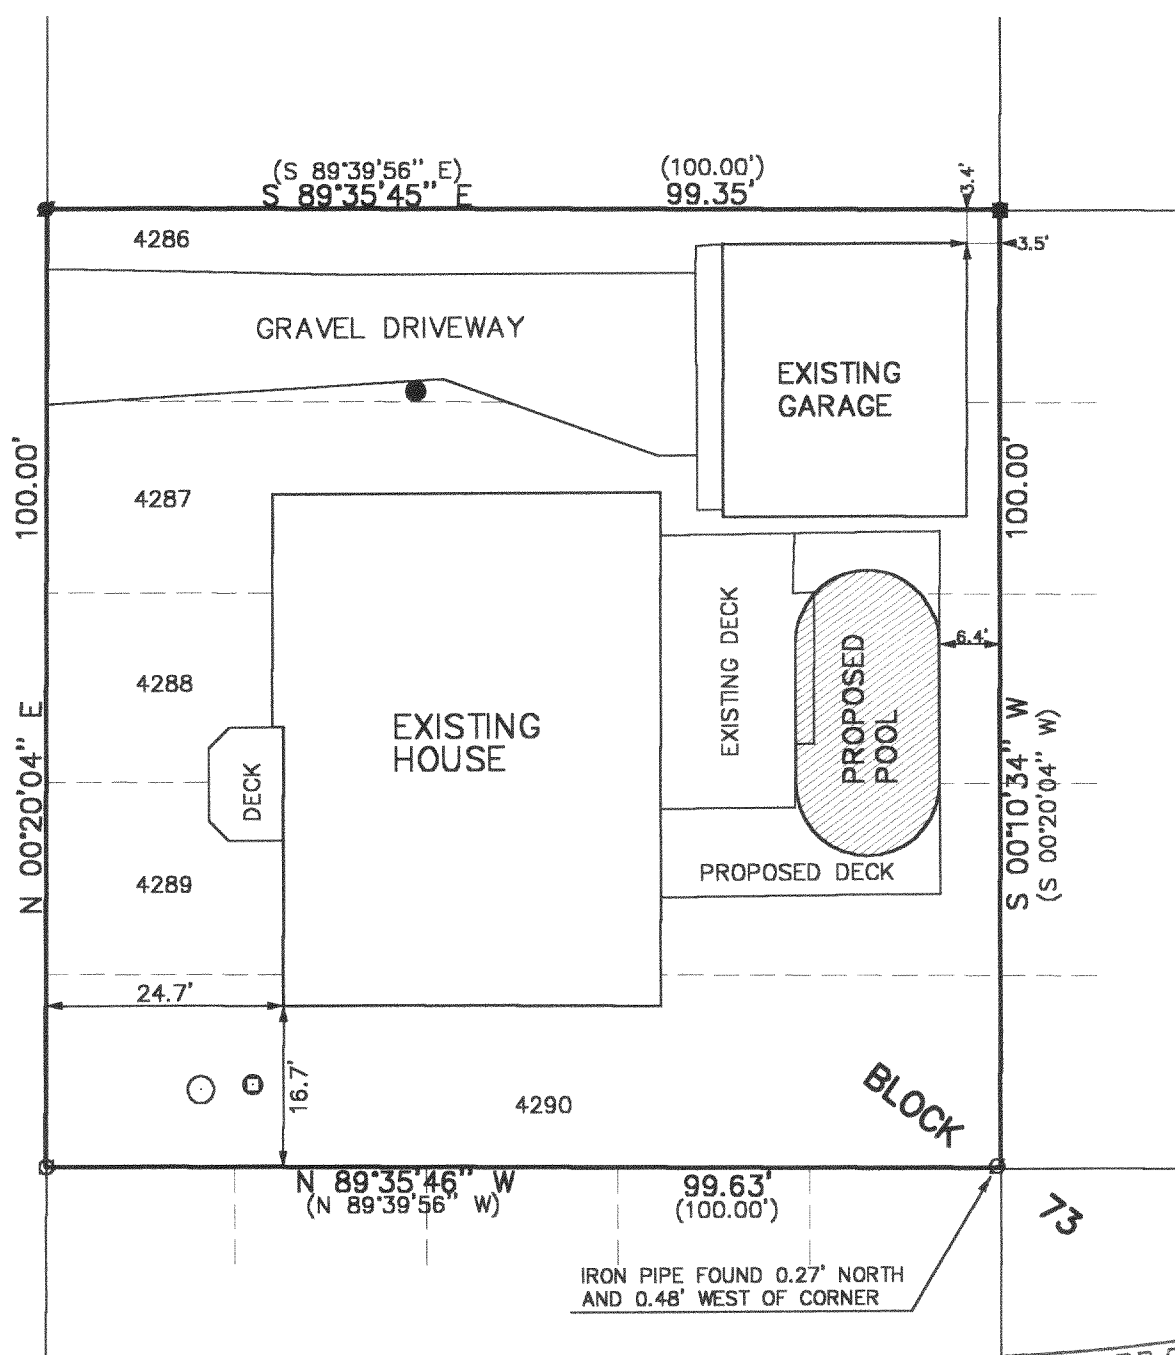 (S 89°39'56" E)
(100.00')
S 89°35'45" E
99.35'
3.4'
4286
3.5'
GRAVEL DRIVEWAY
EXISTING
GARAGE
100.00'
100.00'
4287
EXISTING DECK
PROPOSED
POOL
6.4'
4288
N 00°20'04" E
EXISTING
HOUSE
S 00°10'34" W
(S 00°20'04" W)
DECK
4289
PROPOSED DECK
24.7'
16.7'
4290
BLOCK
73
N 89°35'46" W
99.63'
(N 89°39'56" W)
(100.00')
IRON PIPE FOUND 0.27' NORTH
AND 0.48' WEST OF CORNER